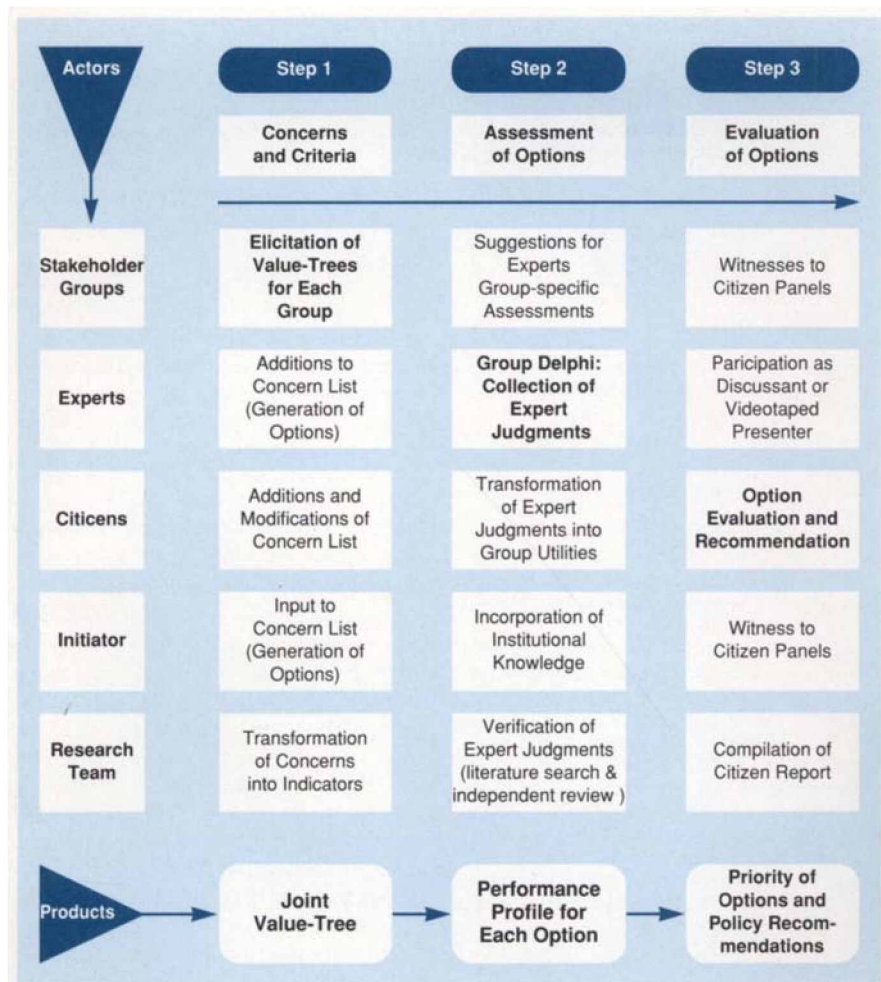 Actors
Step 1
Step 2
Step 3
Concerns
and Criteria
Assessment
of Options
Evaluation
of Options
Stakeholder
Groups
Elicitation of
Value-Trees
for Each
Group
Suggestions for
Experts
Group-specific
Assessments
Witnesses to
Citizen Panels
Experts
Additions to
Concern List
(Generation of
Options)
Group Delphi:
Collection of
Expert
Judgments
Paricipation as
Discussant or
Videotaped
Presenter
Citicens
Additions and
Modifications of
Concern List
Transformation
of Expert
Judgments into
Group Utilities
Option
Evaluation and
Recommendation
Initiator
Input to
Concern List
(Generation of
Options)
Incorporation of
Institutional
Knowledge
Witness to
Citizen Panels
Research
Team
Transformation
of Concerns
into Indicators
Verification of
Expert Judgments
(literature search &
independent review )
Compilation of
Citizen Report
Products
Joint
Value-Tree
Performance
Profile for
Each Option
Priority of
Options and
Policy Recom-
mendations